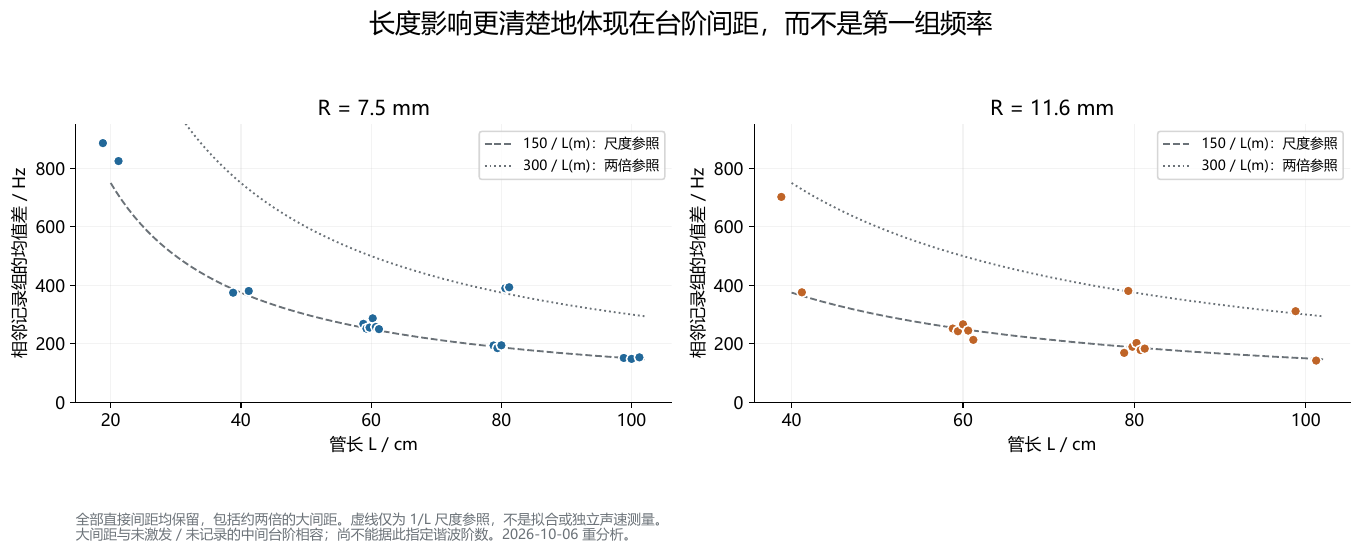 长度影响更清楚地体现在台阶间距，而不是第一组频率
R = 7.5 mm
相邻记录组的均值差 / Hz
800
600
400
200
0
150 / L(m)：尺度参照
300 / L(m)：两倍参照
20 40 60 80 100
管长 L / cm
R = 11.6 mm
相邻记录组的均值差 / Hz
800
600
400
200
0
150 / L(m)：尺度参照
300 / L(m)：两倍参照
40 60 80 100
管长 L / cm
全部直接间距均保留，包括约两倍的大间距。虚线仅为 1/L 尺度参照，不是拟合或独立声速测量。
大间距与未激发 / 未记录的中间台阶相容；尚不能据此指定谐波阶数。2026-10-06 重分析。